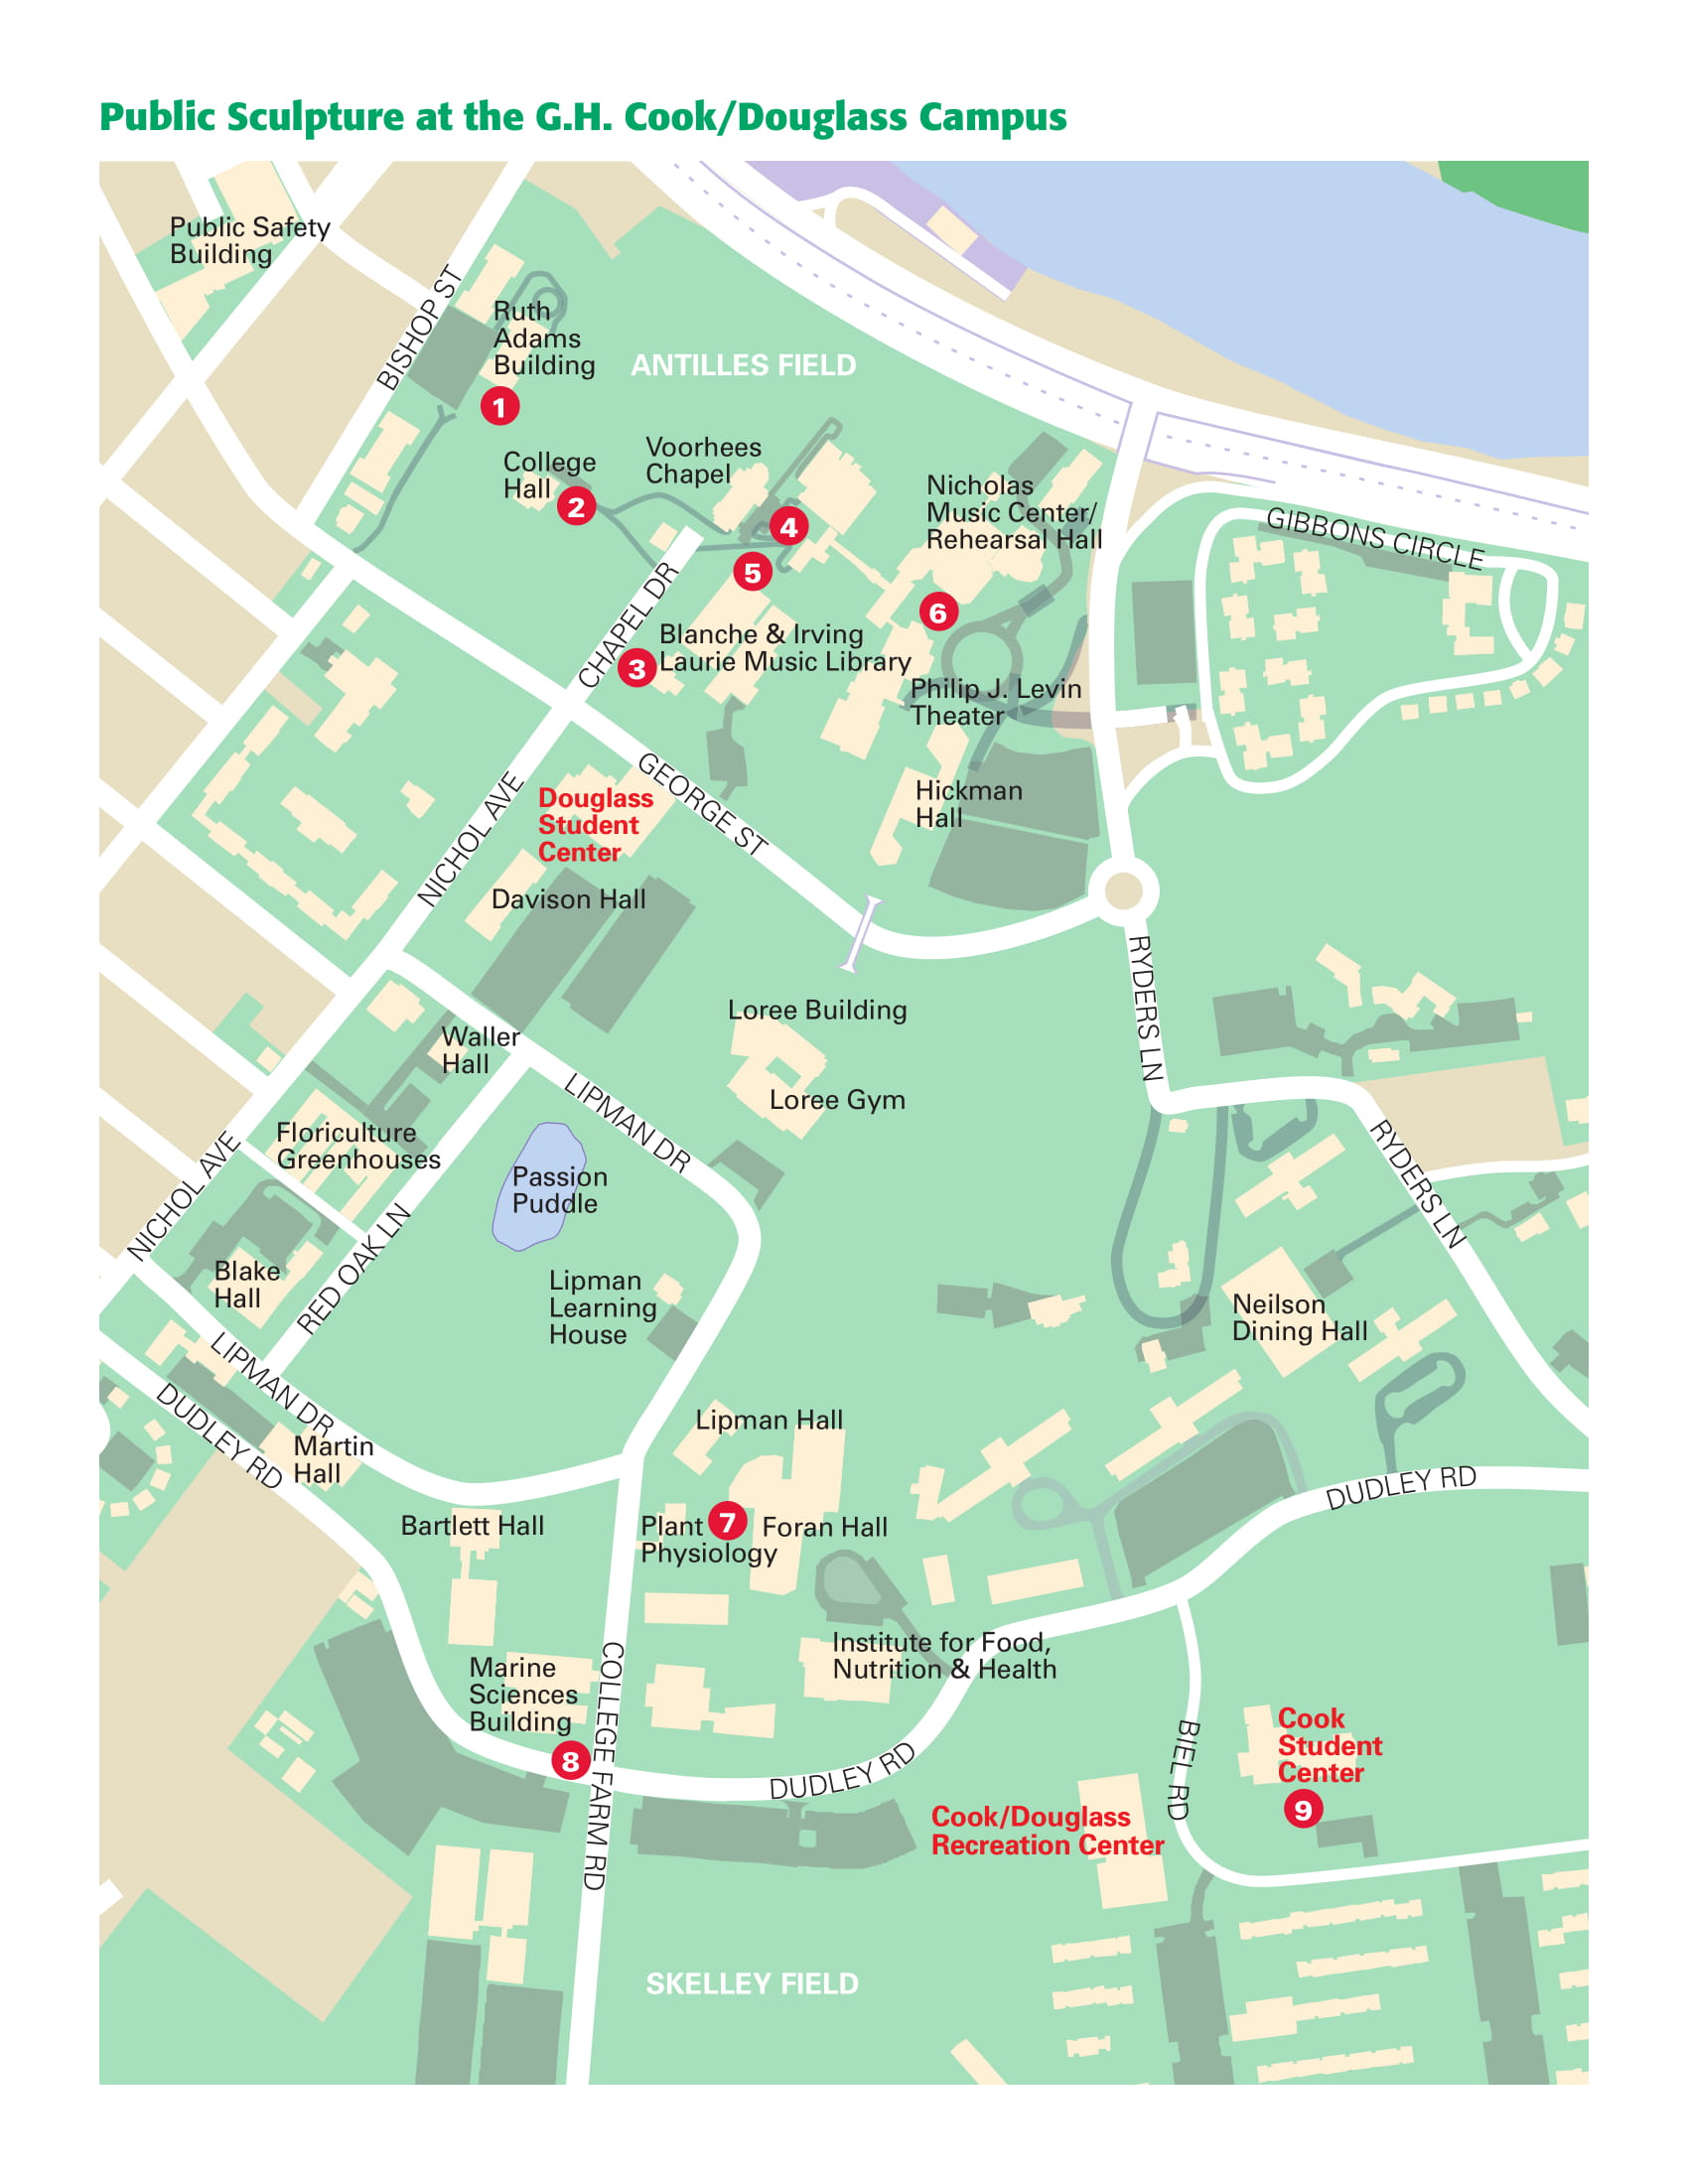 Public Sculpture at the G.H. Cook/Douglass Campus
Public Safety
Building
BISHOP ST
Ruth
Adams
Building
ANTILLES FIELD
1
College
Hall
2
Voorhees
Chapel
4
5
Nicholas
Music Center/
Rehearsal Hall
6
GIBBONS CIRCLE
CHAPEL DR
3
Blanche & Irving
Laurie Music Library
Philip J. Levin
Theater
Hickman
Hall
GEORGE ST
Douglass
Student
Center
NICHOL AVE
Davison Hall
RYDERS LN
Loree Building
Loree Gym
Waller
Hall
LIPMAN DR
Floriculture
Greenhouses
Passion
Puddle
RYDERS LN
NICHOL AVE
RED OAK LN
Blake
Hall
Lipman
Learning
House
Neilson
Dining Hall
LIPMAN DR
DUDLEY RD
Martin
Hall
Lipman Hall
DUDLEY RD
Bartlett Hall
Plant
Physiology
7
Foran Hall
Institute for Food,
Nutrition & Health
Marine
Sciences
Building
8
COLLEGE FARM RD
DUDLEY RD
BIEL RD
Cook
Student
Center
9
Cook/Douglass
Recreation Center
SKELLEY FIELD